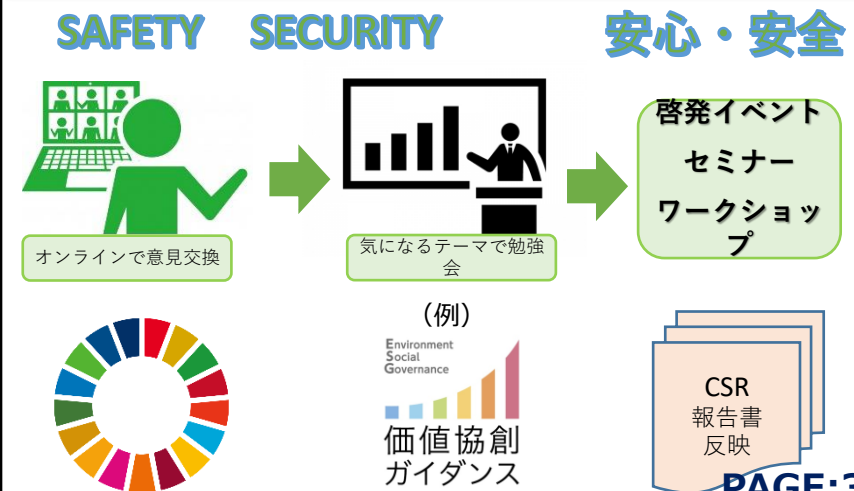 SAFETY SECURITY 安心・安全
オンラインで意見交換
気になるテーマで勉強
会
啓発イベント
セミナー
ワークショッ
プ
(例)
Environment
Social
Governance
価値協創
ガイダンス
CSR
報告書
反映
PAGE:3